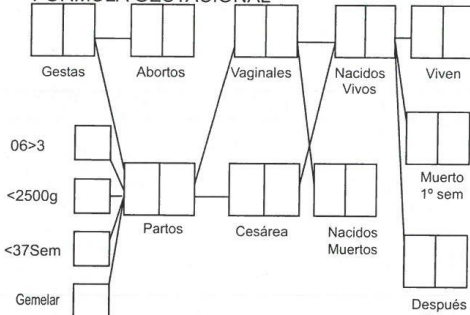 FORMULA GESTACIONAL
Gestas
Abortos
Vaginales
Nacidos
Vivos
Viven
06>3
<2500g
<37Sem
Gemelar
Partos
Cesárea
Nacidos
Muertos
Muerto
1º sem
Después